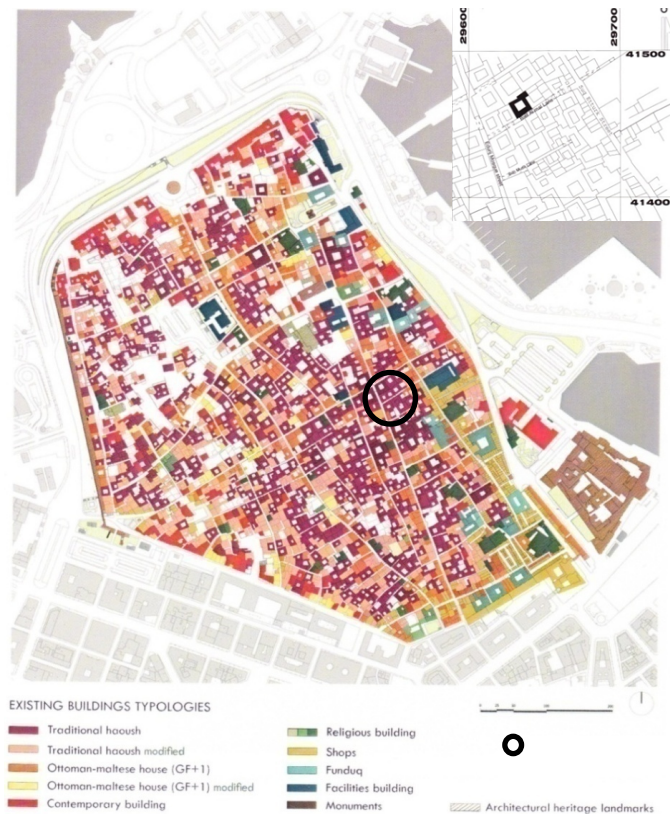 29600
29700
41500
41400
EXISTING BUILDINGS TYPOLOGIES
Traditional haoush
Traditional haoush modified
Ottoman-maltese house (GF+1)
Ottoman-maltese house (GF+1) modified
Contemporary building
Religious building
Shops
Funduq
Facilities building
Monuments
Architectural heritage landmarks